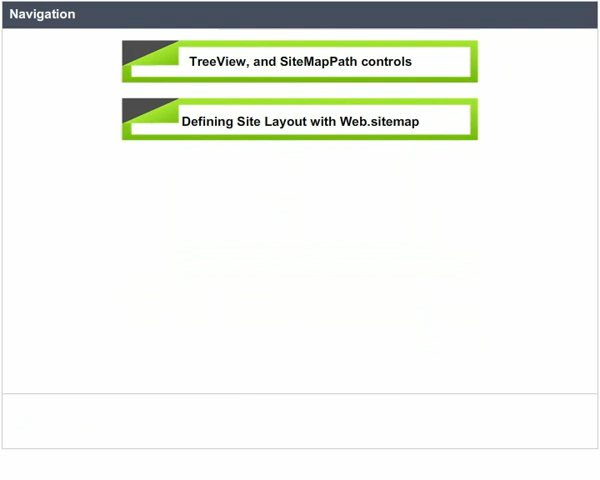 Navigation
TreeView, and SiteMapPath controls
Defining Site Layout with Web.sitemap